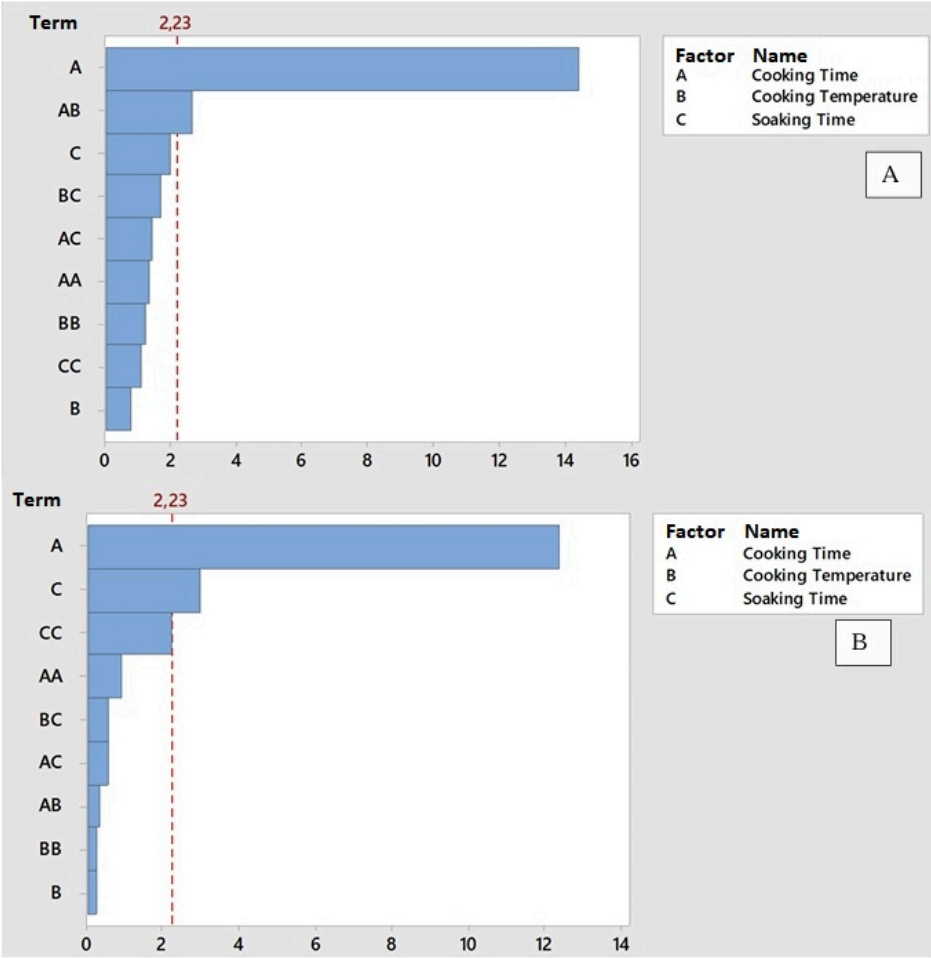 Term
2,23
A
AB
C
BC
AC
AA
BB
CC
B
0 2 4 6 8 10 12 14 16
Factor Name
A Cooking Time
B Cooking Temperature
C Soaking Time
A
Term
2,23
A
C
CC
AA
BC
AC
AB
BB
B
0 2 4 6 8 10 12 14
Factor Name
A Cooking Time
B Cooking Temperature
C Soaking Time
B